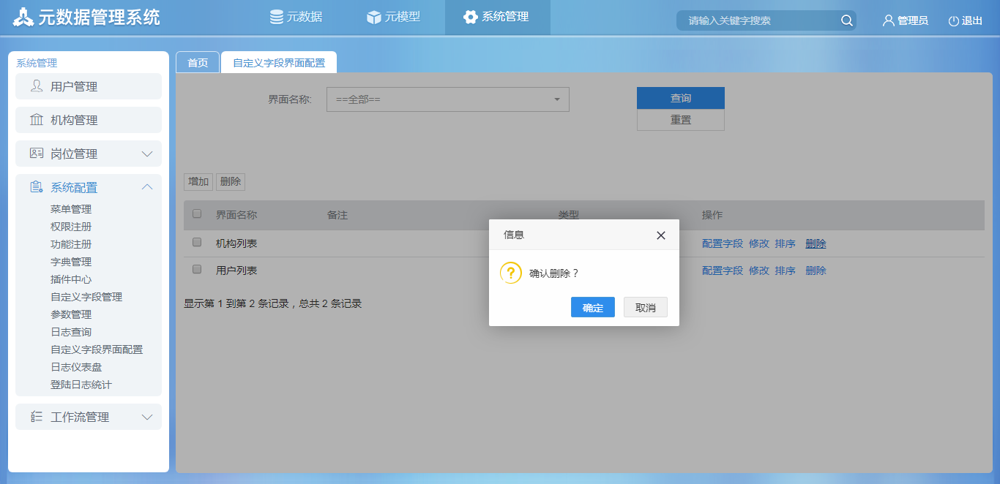 元数据管理系统
元数据
元模型
系统管理
请输入关键字搜索
管理员
退出
系统管理
用户管理
机构管理
岗位管理
系统配置
菜单管理
权限注册
功能注册
字典管理
插件中心
自定义字段管理
参数管理
日志查询
自定义字段界面配置
日志仪表盘
登陆日志统计
工作流管理
首页
自定义字段界面配置
界面名称:
==全部==
查询
重置
增加
删除
界面名称
备注
类型
操作
机构列表
配置字段 修改 排序 删除
用户列表
配置字段 修改 排序 删除
显示第 1 到第 2 条记录，总共 2 条记录
信息
确认删除？
确定
取消